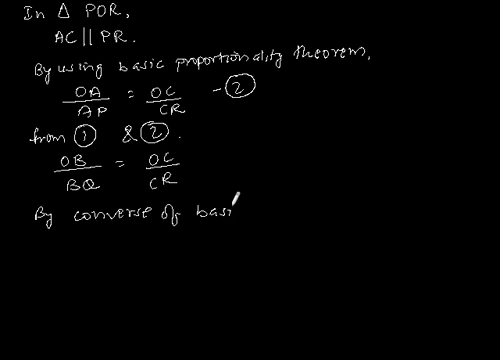 In Δ POR,
AC || PR.
By using basic proportionality theorem,
OA/AP = OC/CR - ②
from ① & ②.
OB/BQ = OC/CR
By converse of basi